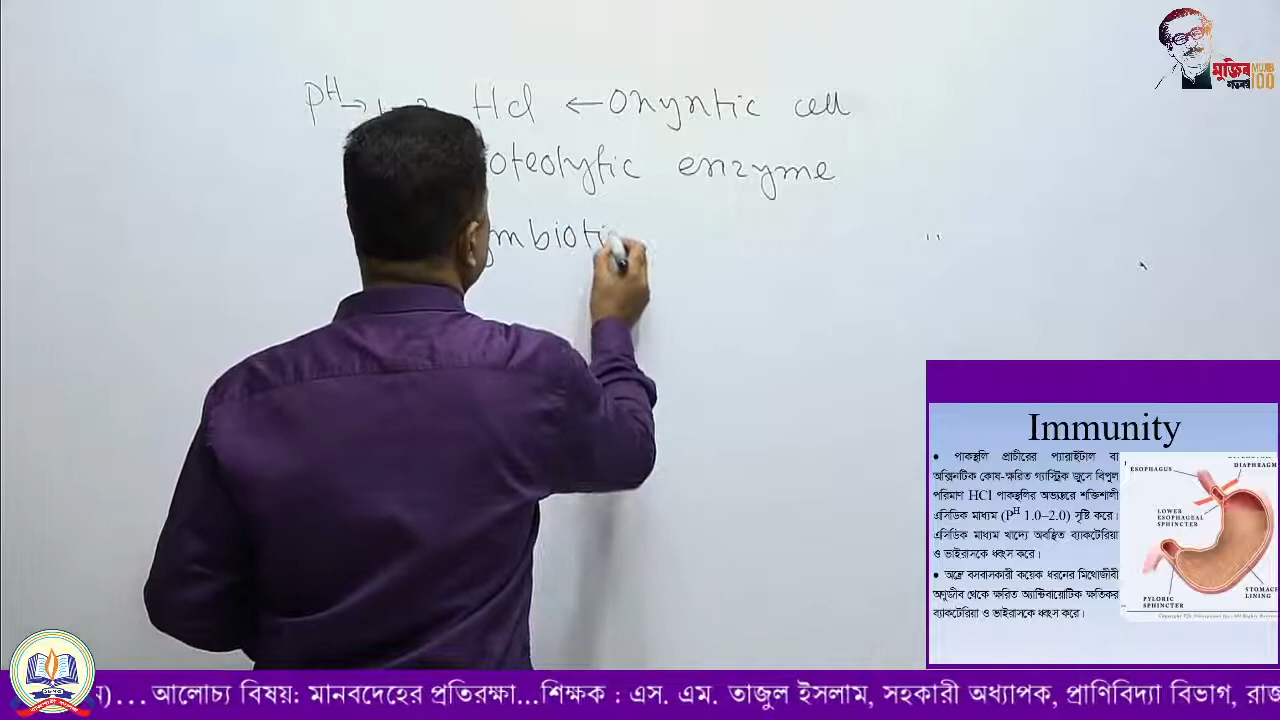 pH → 1-2 HCl ← Oxyntic cell
oteolytic enzyme
ymbioti
মুজিব
MUJIB
100
Immunity
• পাকস্থলি প্রাচীরের প্যারাইটাল বা
অক্সিনটিক কোষ-ক্ষরিত গ্যাস্ট্রিক জুসে বিপুল
পরিমাণ HCl পাকস্থলির অভ্যন্তরে শক্তিশালী
এসিডিক মাধ্যম (PH 1.0–2.0) সৃষ্টি করে।
এসিডিক মাধ্যম খাদ্যে অবস্থিত ব্যাকটেরিয়া
ও ভাইরাসকে ধ্বংস করে।
• অন্ত্রে বসবাসকারী কয়েক ধরনের মিথোজীবী
অণুজীব থেকে ক্ষরিত অ্যান্টিবায়োটিক ক্ষতিকর
ব্যাকটেরিয়া ও ভাইরাসকে ধ্বংস করে।
ESOPHAGUS
DIAPHRAGM
LOWER
ESOPHAGEAL
SPHINCTER
PYLORIC
SPHINCTER
STOMACH
LINING
ন)... আলোচ্য বিষয়: মানবদেহের প্রতিরক্ষা...শিক্ষক : এস. এম. তাজুল ইসলাম, সহকারী অধ্যাপক, প্রাণিবিদ্যা বিভাগ, রাজ